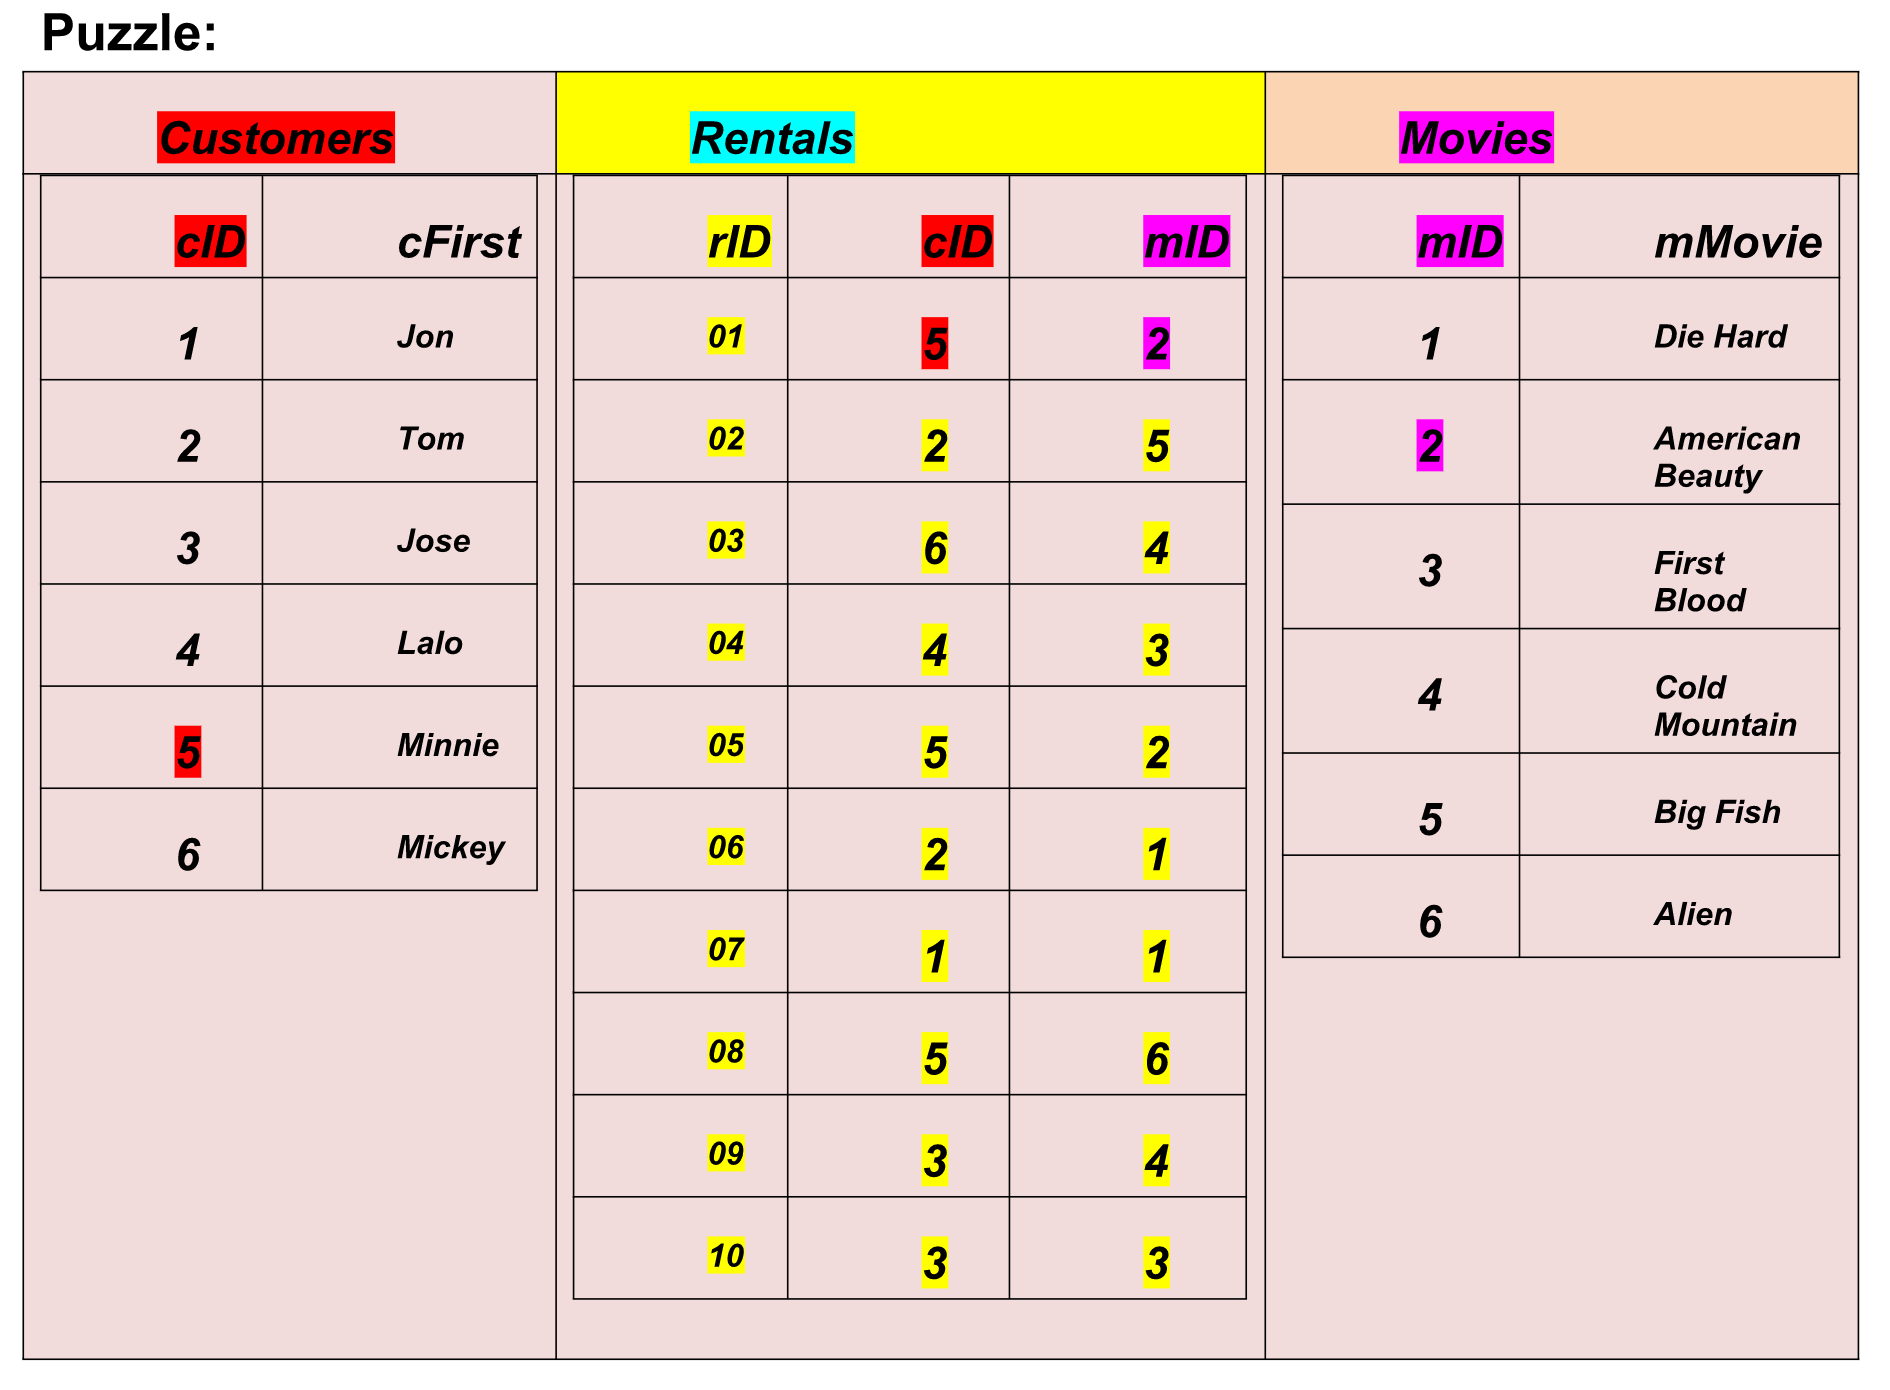 Puzzle:
Customers Rentals Movies
cID cFirst
1 Jon
2 Tom
3 Jose
4 Lalo
5 Minnie
6 Mickey
rID cID mID
01 5 2
02 2 5
03 6 4
04 4 3
05 5 2
06 2 1
07 1 1
08 5 6
09 3 4
10 3 3
mID mMovie
1 Die Hard
2 American
Beauty
3 First
Blood
4 Cold
Mountain
5 Big Fish
6 Alien